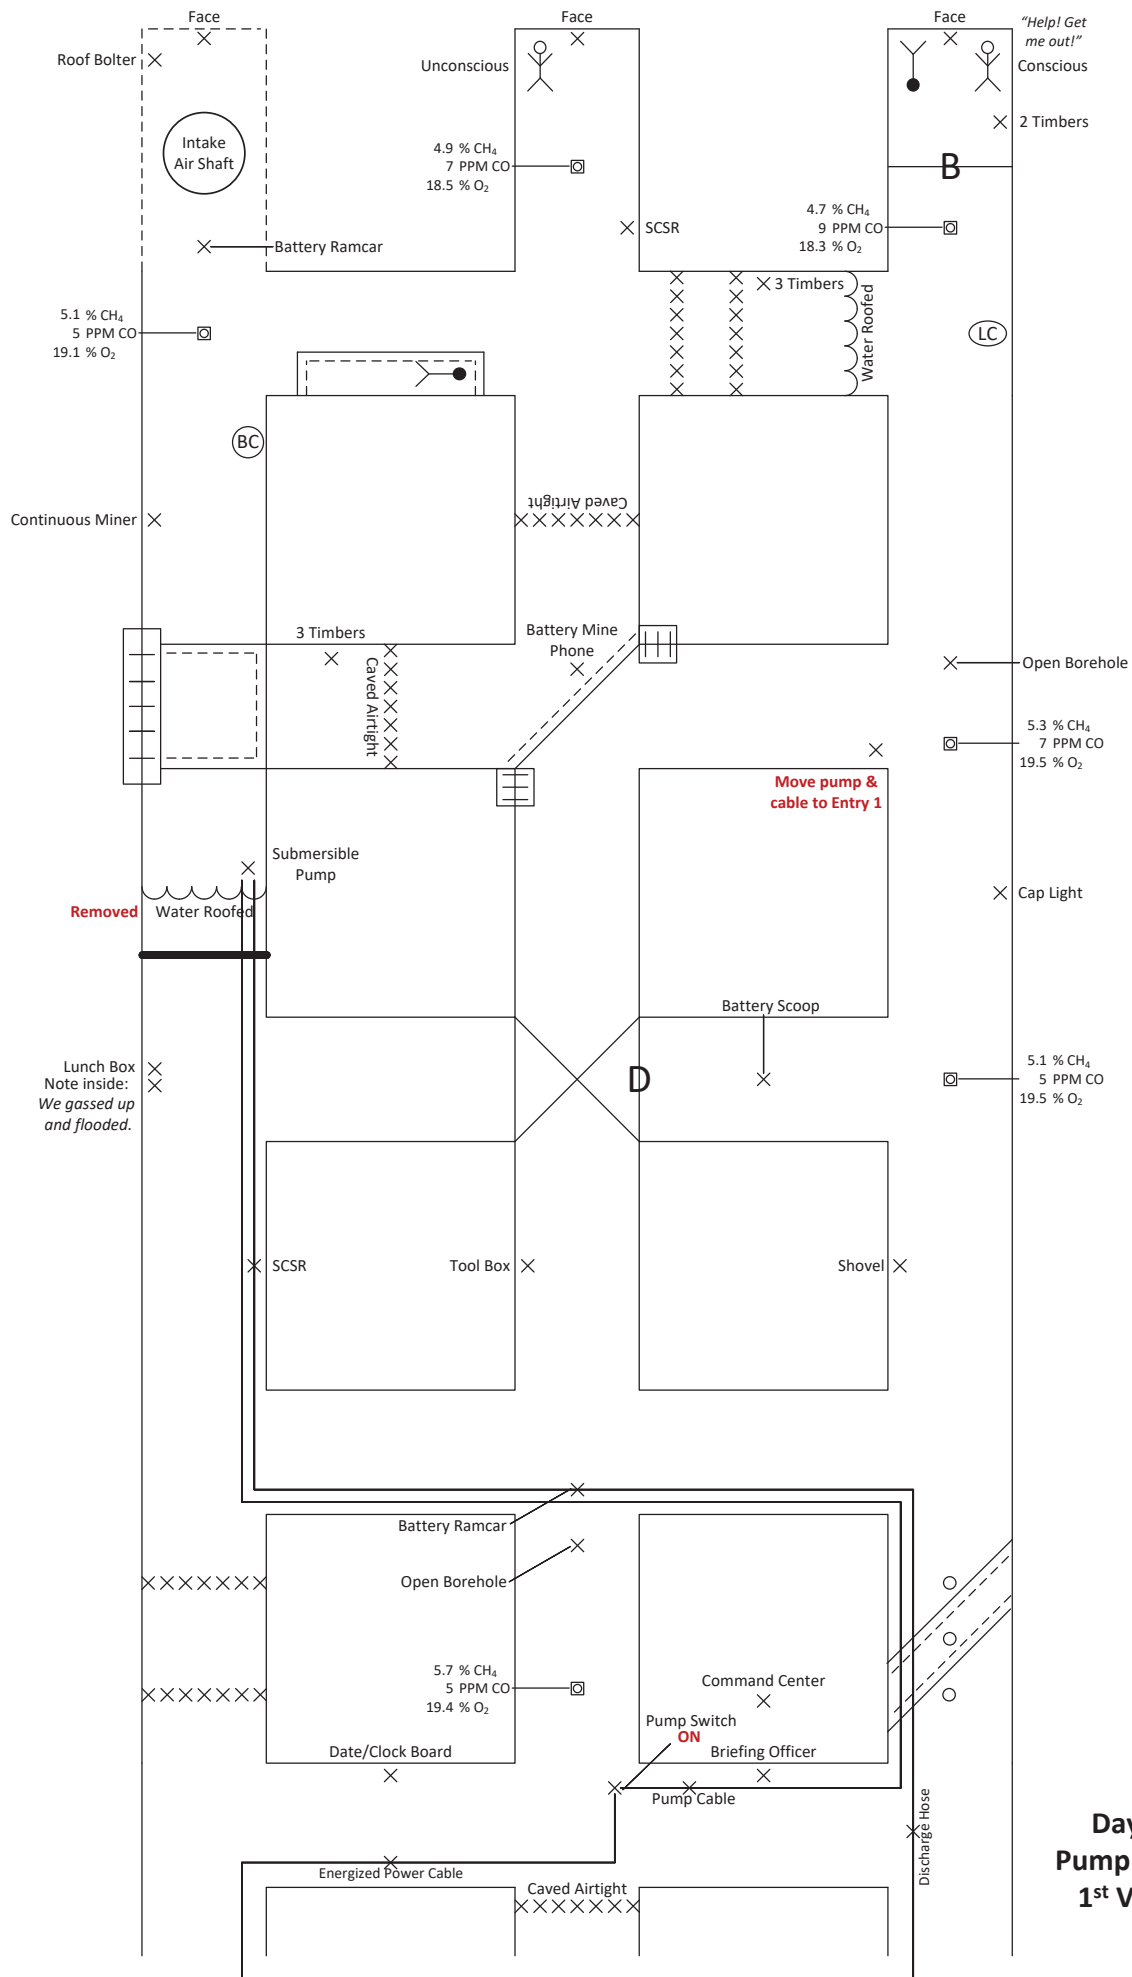 Face
Face
Face
"Help! Get
me out!"
Roof Bolter
Unconscious
Conscious
2 Timbers
Intake
Air Shaft
4.9 % CH₄
7 PPM CO
18.5 % O₂
B
4.7 % CH₄
9 PPM CO
18.3 % O₂
SCSR
Battery Ramcar
3 Timbers
Water Roofed
5.1 % CH₄
5 PPM CO
19.1 % O₂
LC
BC
Caved Airtight
Continuous Miner
3 Timbers
Caved Airtight
Battery Mine
Phone
Open Borehole
5.3 % CH₄
7 PPM CO
19.5 % O₂
Move pump &
cable to Entry 1
Submersible
Pump
Removed
Water Roofed
Cap Light
Battery Scoop
D
Lunch Box
Note inside:
We gassed up
and flooded.
5.1 % CH₄
5 PPM CO
19.5 % O₂
SCSR
Tool Box
Shovel
Battery Ramcar
Open Borehole
5.7 % CH₄
5 PPM CO
19.4 % O₂
Command Center
Pump Switch
ON
Date/Clock Board
Briefing Officer
Pump Cable
Discharge Hose
Energized Power Cable
Caved Airtight
Day
Pump
1st V